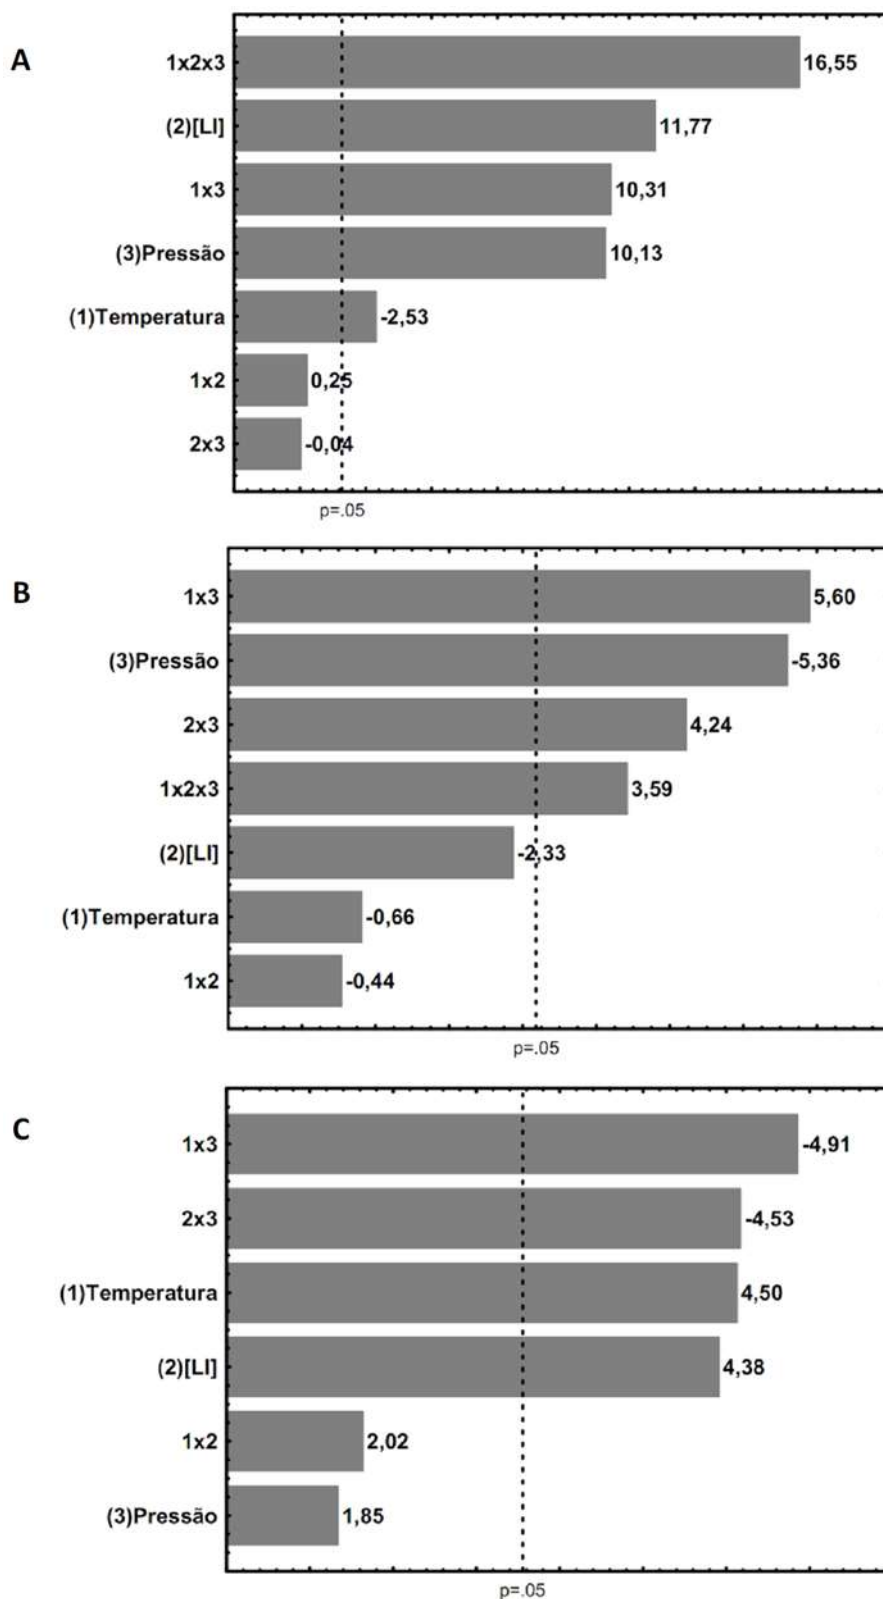 A
1x2x3 16,55
(2)[LI] 11,77
1x3 10,31
(3)Pressão 10,13
(1)Temperatura -2,53
1x2 0,25
2x3 -0,04
p=.05
B
1x3 5,60
(3)Pressão -5,36
2x3 4,24
1x2x3 3,59
(2)[LI] -2,33
(1)Temperatura -0,66
1x2 -0,44
p=.05
C
1x3 -4,91
2x3 -4,53
(1)Temperatura 4,50
(2)[LI] 4,38
1x2 2,02
(3)Pressão 1,85
p=.05